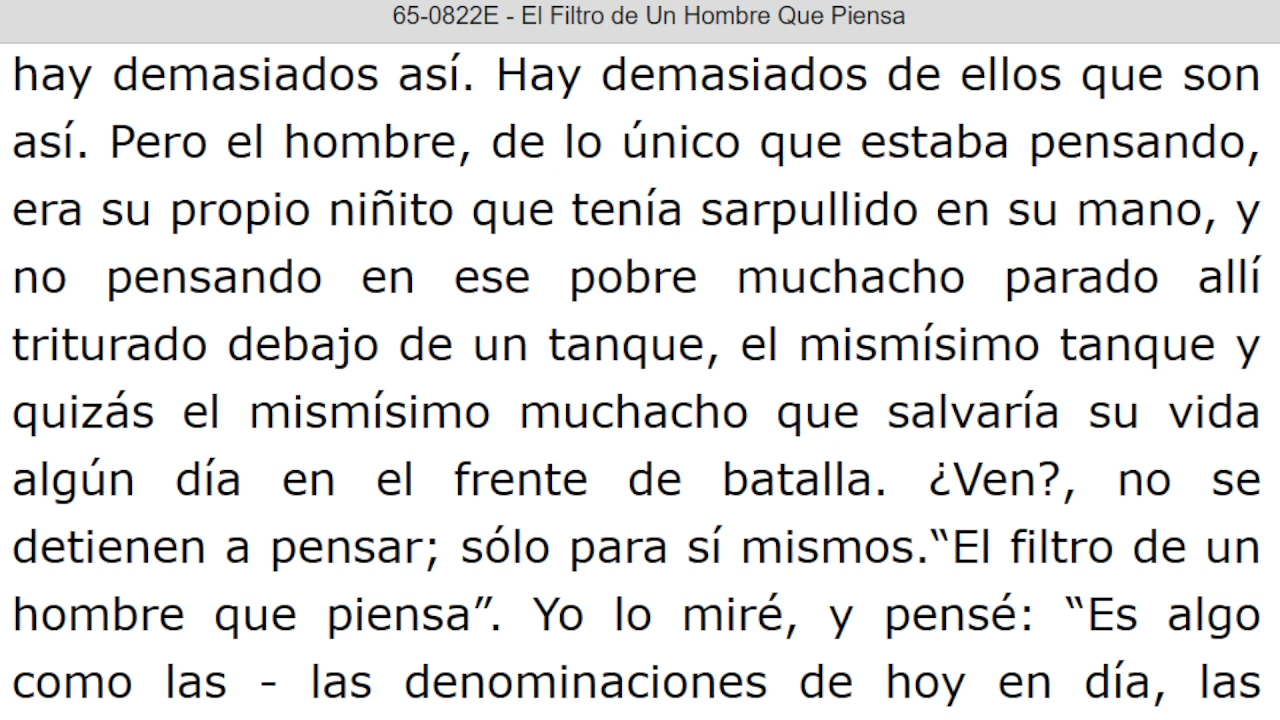 65-0822E - El Filtro de Un Hombre Que Piensa
hay demasiados así. Hay demasiados de ellos que son
así. Pero el hombre, de lo único que estaba pensando,
era su propio niñito que tenía sarpullido en su mano, y
no pensando en ese pobre muchacho parado allí
triturado debajo de un tanque, el mismísimo tanque y
quizás el mismísimo muchacho que salvaría su vida
algún día en el frente de batalla. ¿Ven?, no se
detienen a pensar; sólo para sí mismos.“El filtro de un
hombre que piensa”. Yo lo miré, y pensé: “Es algo
como las - las denominaciones de hoy en día, las